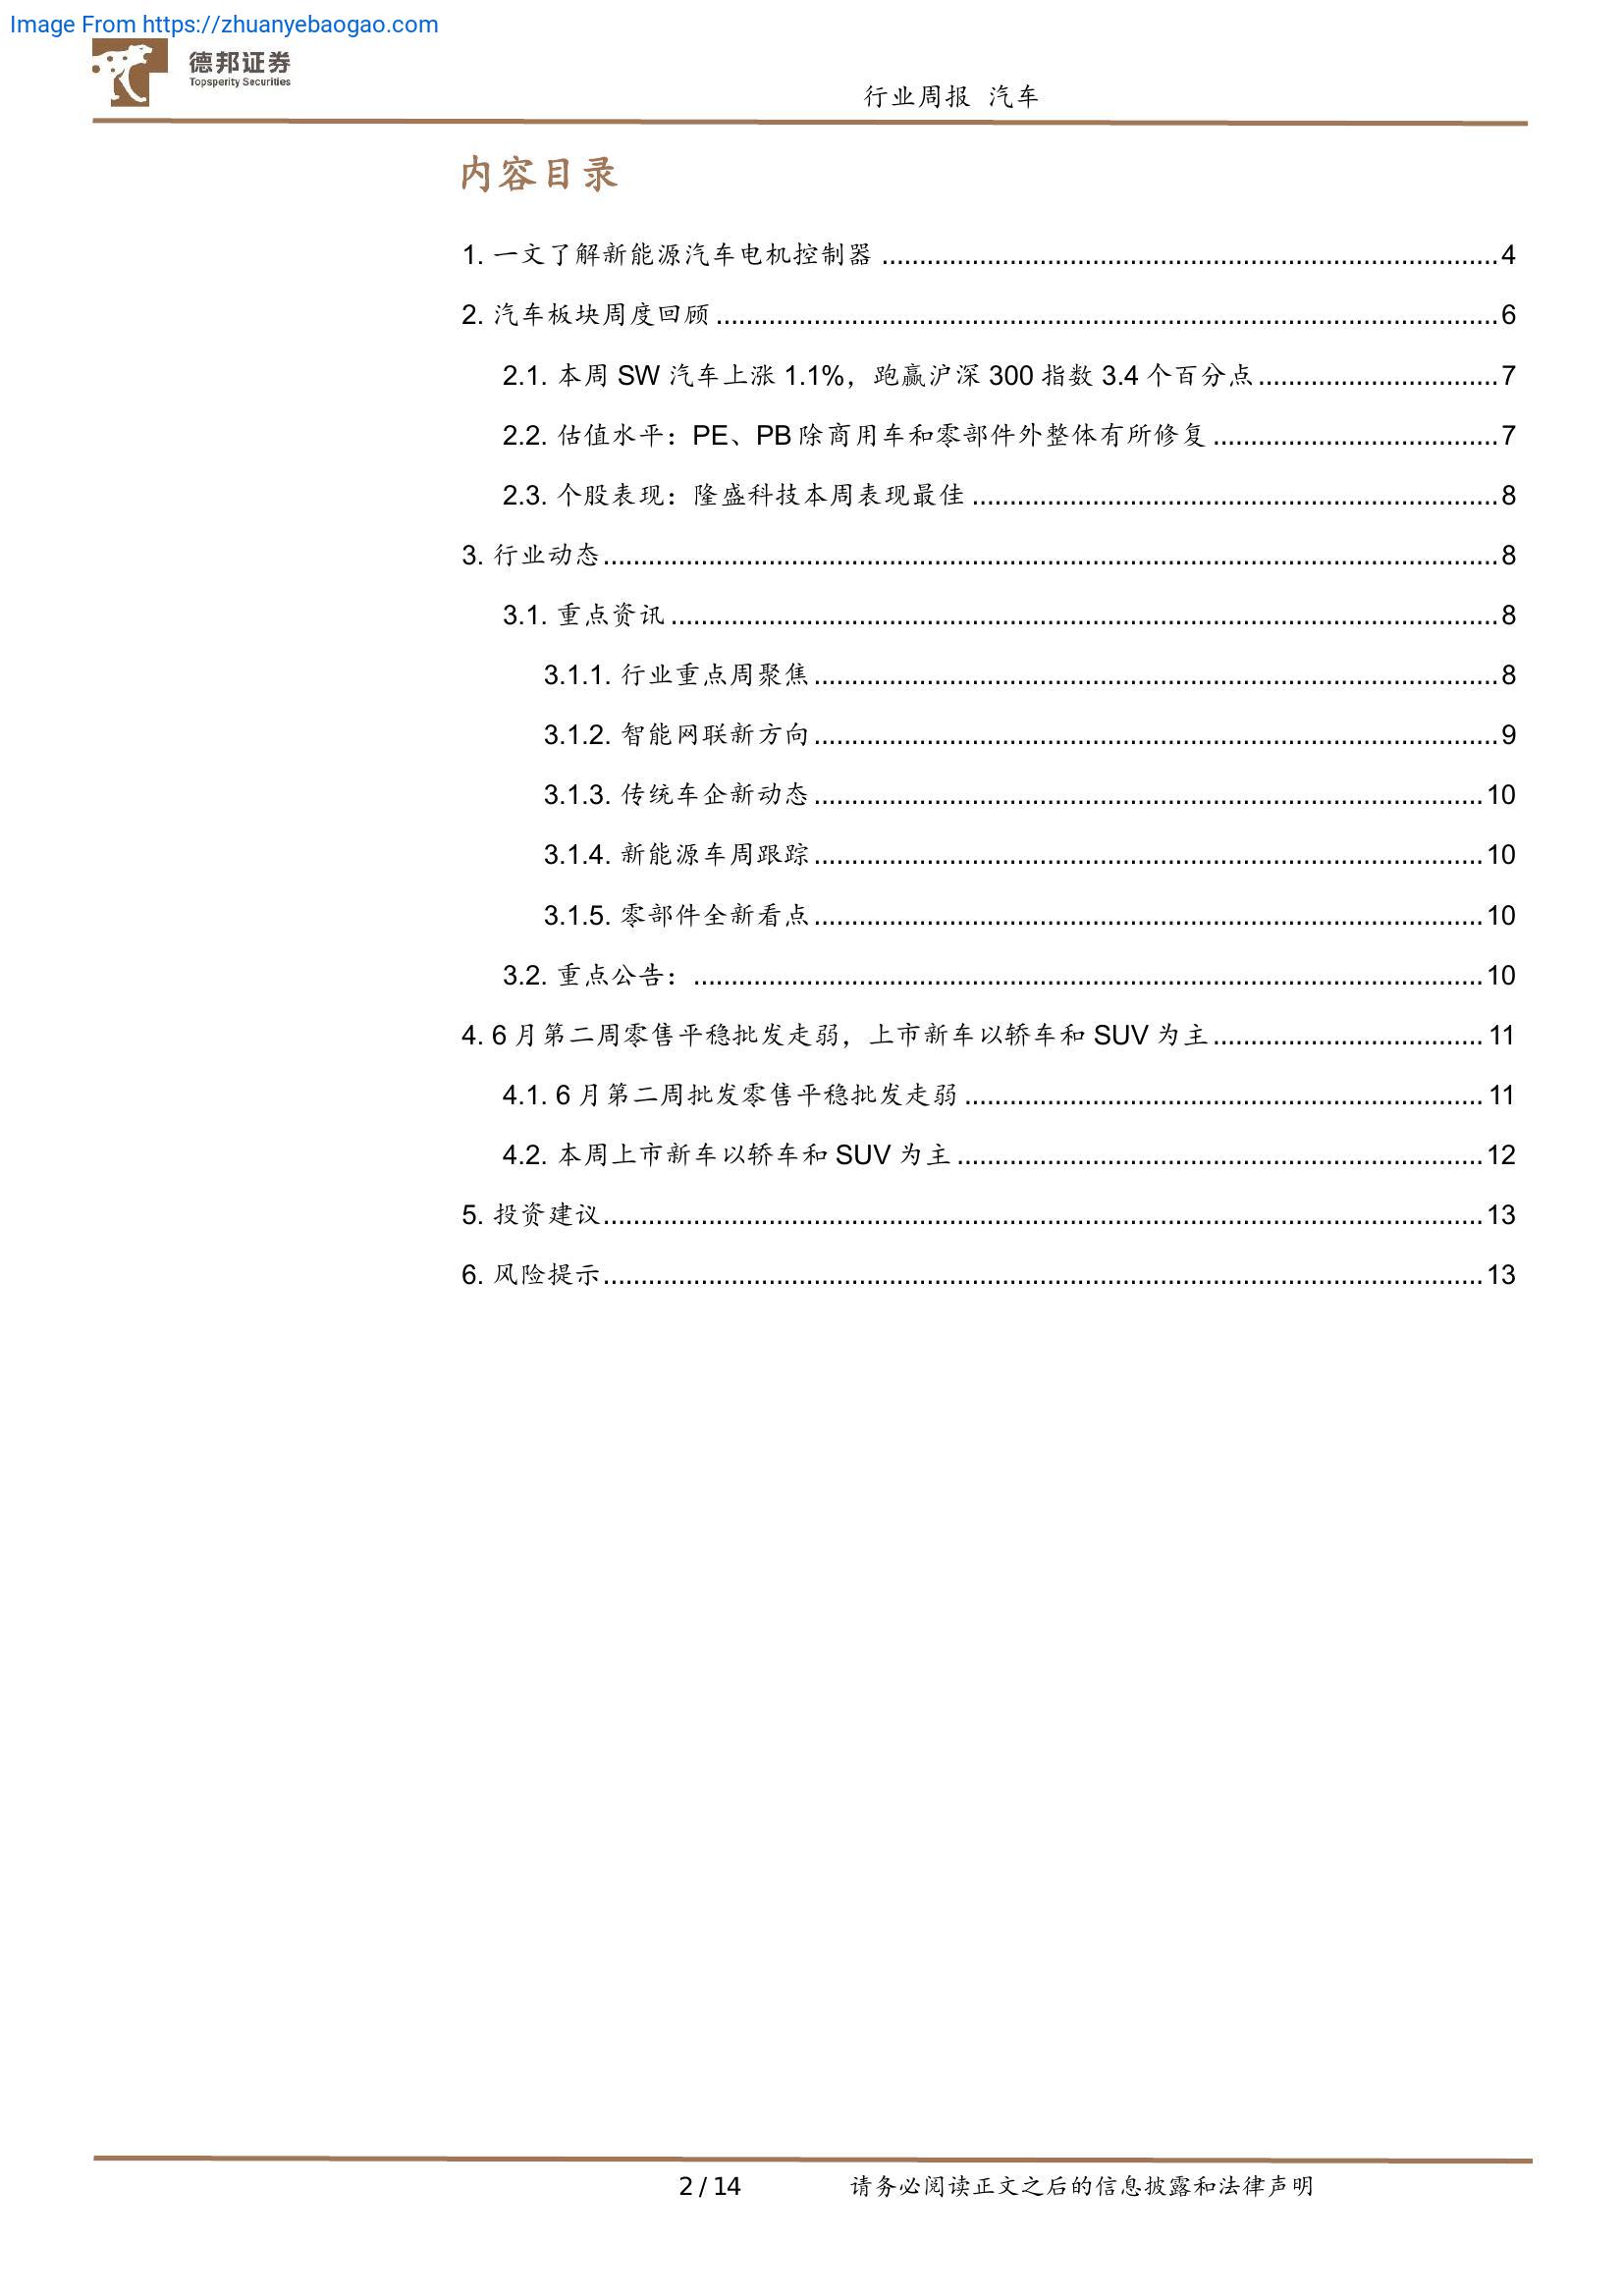 Image From https://zhuanyebaogao.com
德邦证券
Topsperity Securities
行业周报 汽车
内容目录
1. 一文了解新能源汽车电机控制器 ........ 4
2. 汽车板块周度回顾 ........ 6
2.1. 本周 SW 汽车上涨 1.1%，跑赢沪深 300 指数 3.4 个百分点 ........ 7
2.2. 估值水平：PE、PB 除商用车和零部件外整体有所修复 ........ 7
2.3. 个股表现：隆盛科技本周表现最佳 ........ 8
3. 行业动态 ........ 8
3.1. 重点资讯 ........ 8
3.1.1. 行业重点周聚焦 ........ 8
3.1.2. 智能网联新方向 ........ 9
3.1.3. 传统车企新动态 ........ 10
3.1.4. 新能源车周跟踪 ........ 10
3.1.5. 零部件全新看点 ........ 10
3.2. 重点公告： ........ 10
4. 6 月第二周零售平稳批发走弱，上市新车以轿车和 SUV 为主 ........ 11
4.1. 6 月第二周批发零售平稳批发走弱 ........ 11
4.2. 本周上市新车以轿车和 SUV 为主 ........ 12
5. 投资建议 ........ 13
6. 风险提示 ........ 13
2 / 14 请务必阅读正文之后的信息披露和法律声明